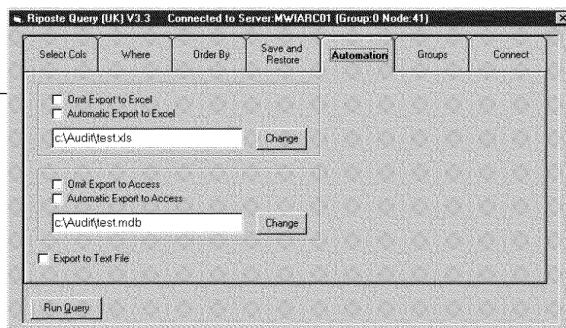 Riposte Query (UK) V3.3 Connected to Server:MWIARC01 (Group:0 Node:41)
Select Cols Where Order By Save and Restore Automation Groups Connect
Omit Export to Excel
Automatic Export to Excel
c:\Audit\test.xls Change
Omit Export to Access
Automatic Export to Access
c:\Audit\test.mdb Change
Export to Text File
Run Query